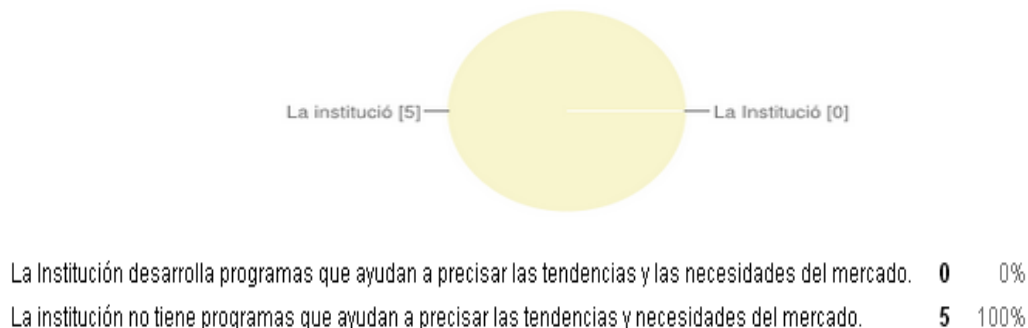 La institució [5] La Institució [0]
La Institución desarrolla programas que ayudan a precisar las tendencias y las necesidades del mercado. 0 0%
La institución no tiene programas que ayudan a precisar las tendencias y necesidades del mercado. 5 100%